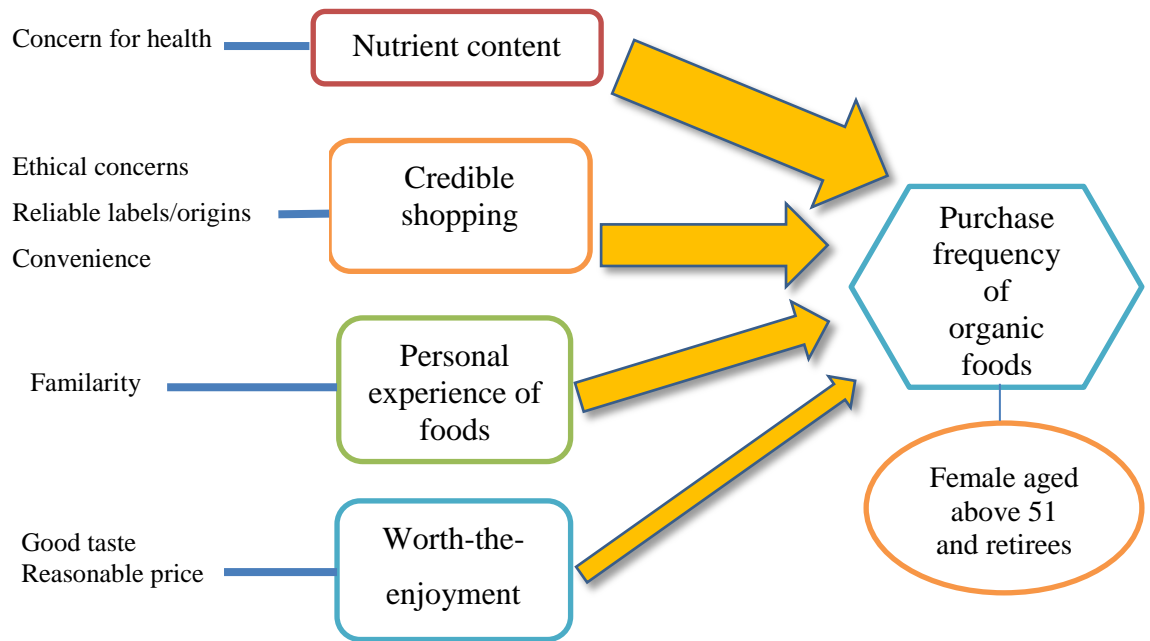 Concern for health
Nutrient content
Ethical concerns
Reliable labels/origins
Convenience
Credible
shopping
Familarity
Personal
experience of
foods
Good taste
Reasonable price
Worth-the-
enjoyment
Purchase
frequency
of
organic
foods
Female aged
above 51
and retirees